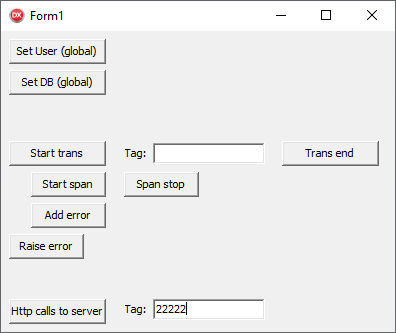 DX Form1
Set User (global)
Set DB (global)
Start trans Tag: Trans end
Start span Span stop
Add error
Raise error
Http calls to server Tag: 22222